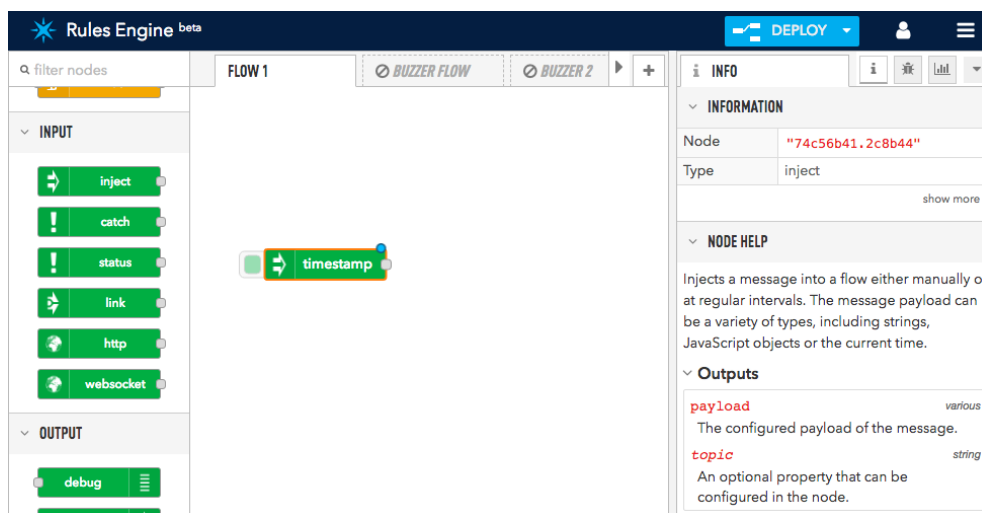 Rules Engine beta
DEPLOY
filter nodes
FLOW 1
BUZZER FLOW
BUZZER 2
+
i INFO
i
INPUT
inject
catch
status
link
http
websocket
OUTPUT
debug
timestamp
INFORMATION
Node "74c56b41.2c8b44"
Type inject
show more
NODE HELP
Injects a message into a flow either manually o
at regular intervals. The message payload can
be a variety of types, including strings,
JavaScript objects or the current time.
Outputs
payload various
The configured payload of the message.
topic string
An optional property that can be
configured in the node.